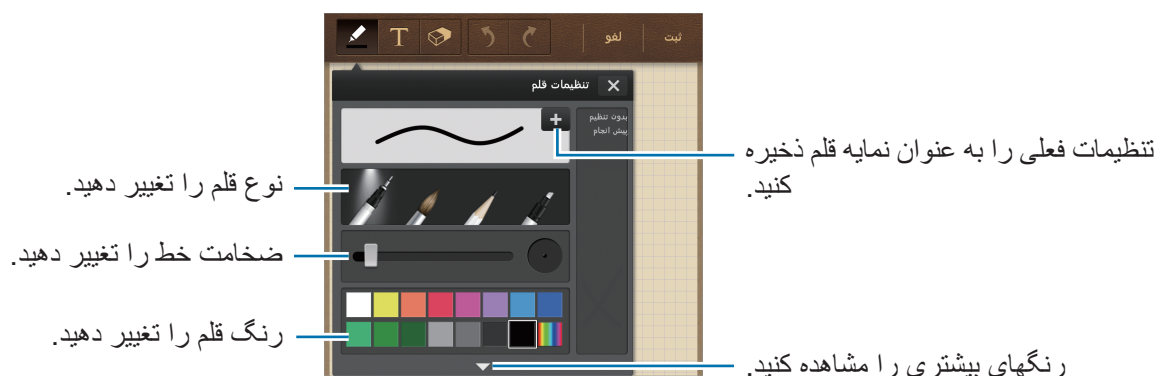 T
لغو
ثبت
تنظیمات قلم
بدون تنظیم
پیش انجام
تنظیمات فعلی را به عنوان نمایه قلم ذخیره
کنید.
نوع قلم را تغییر دهید.
ضخامت خط را تغییر دهید.
رنگ قلم را تغییر دهید.
رنگهای بیشتری را مشاهده کنید.